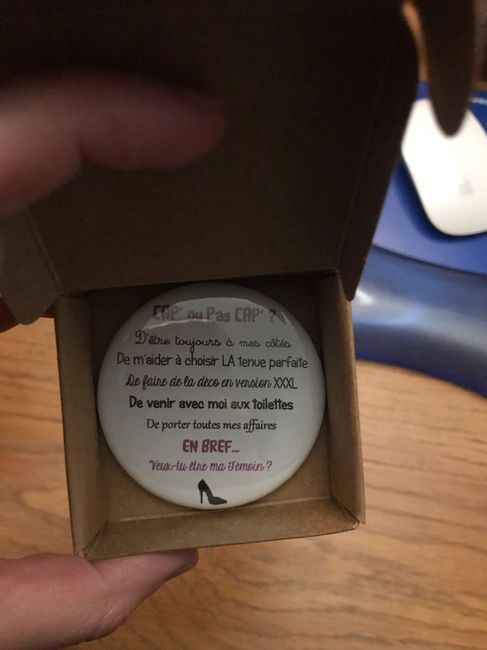 CAP' ou Pas CAP' ?
D'être toujours à mes côtés
De m'aider à choisir LA tenue parfaite
De faire de la déco en version XXXL
De venir avec moi aux toilettes
De porter toutes mes affaires
EN BREF...
Veux-tu être ma Témoin ?